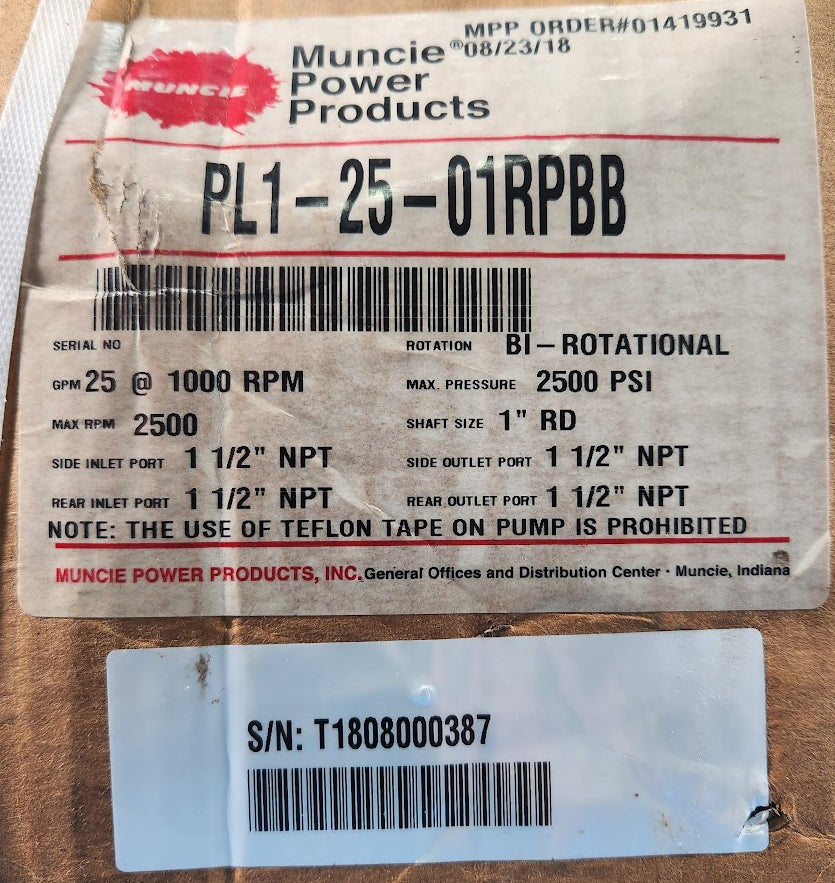 MPP ORDER#01419931
08/23/18
MUNCIE
Muncie®
Power
Products
PL1-25-01RPBB
SERIAL NO
ROTATION BI-ROTATIONAL
GPM 25 @ 1000 RPM
MAX. PRESSURE 2500 PSI
MAX RPM 2500
SHAFT SIZE 1" RD
SIDE INLET PORT 1 1/2" NPT
SIDE OUTLET PORT 1 1/2" NPT
REAR INLET PORT 1 1/2" NPT
REAR OUTLET PORT 1 1/2" NPT
NOTE: THE USE OF TEFLON TAPE ON PUMP IS PROHIBITED
MUNCIE POWER PRODUCTS, INC. General Offices and Distribution Center · Muncie, Indiana
S/N: T1808000387